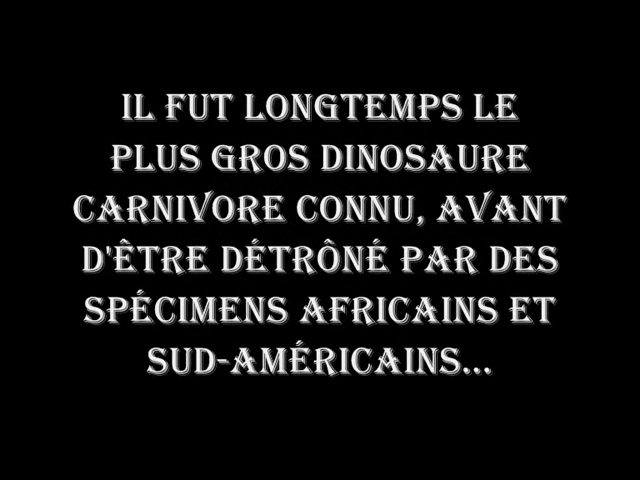 IL FUT LONGTEMPS LE
PLUS GROS DINOSAURE
CARNIVORE CONNU, AVANT
D'ÊTRE DÉTRÔNÉ PAR DES
SPÉCIMENS AFRICAINS ET
SUD-AMÉRICAINS...